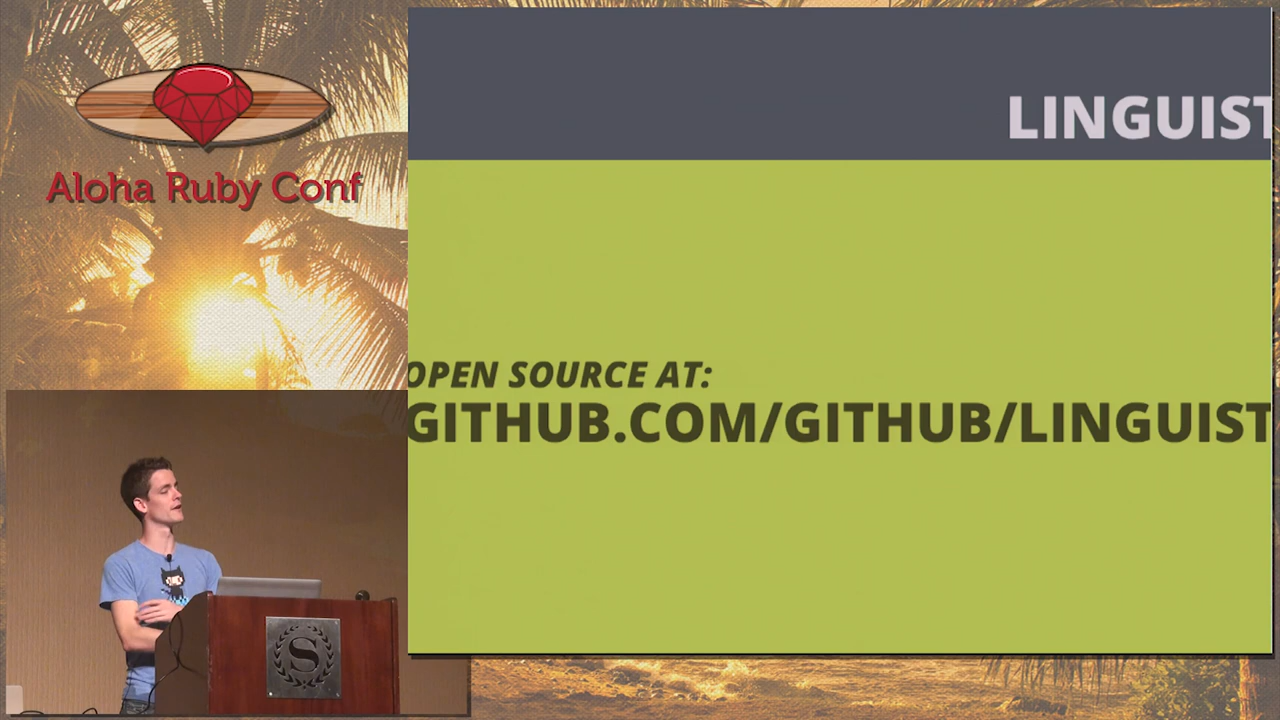 Aloha Ruby Conf
LINGUIST
OPEN SOURCE AT:
GITHUB.COM/GITHUB/LINGUIST
S